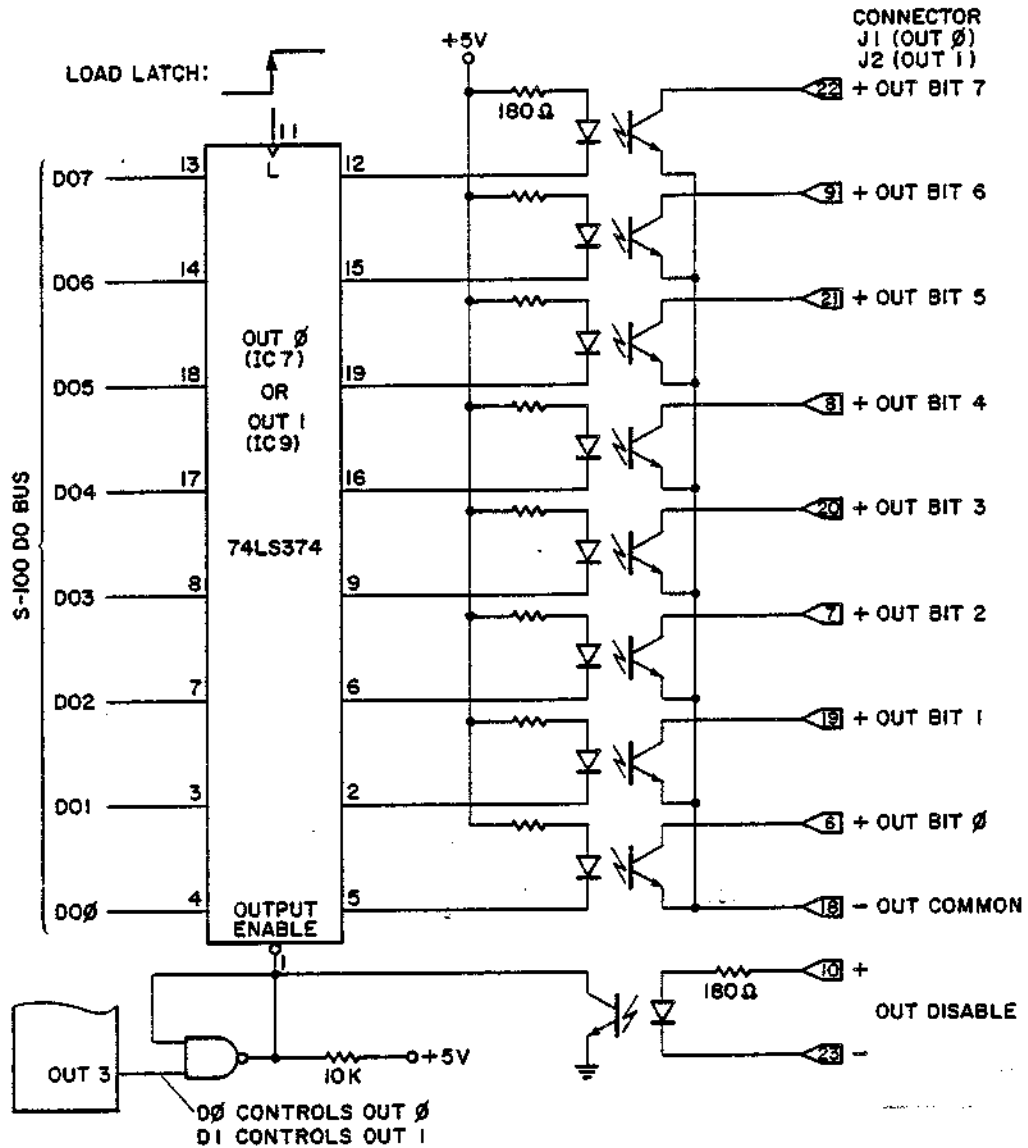 CONNECTOR
J1 (OUT Ø)
J2 (OUT 1)
+5V
LOAD LATCH:
180Ω
22 + OUT BIT 7
11
L
DO7 13 12
9 + OUT BIT 6
DO6 14 15
21 + OUT BIT 5
OUT Ø
(IC7)
OR
OUT 1
(IC9)
DO5 18 19
8 + OUT BIT 4
DO4 17 16
20 + OUT BIT 3
74LS374
S-100 DO BUS
DO3 8 9
7 + OUT BIT 2
DO2 7 6
19 + OUT BIT 1
DO1 3 2
6 + OUT BIT Ø
DOØ 4 5
OUTPUT
ENABLE
18 - OUT COMMON
1
180Ω
10 +
OUT DISABLE
23 -
OUT 3
10K
+5V
DØ CONTROLS OUT Ø
D1 CONTROLS OUT 1